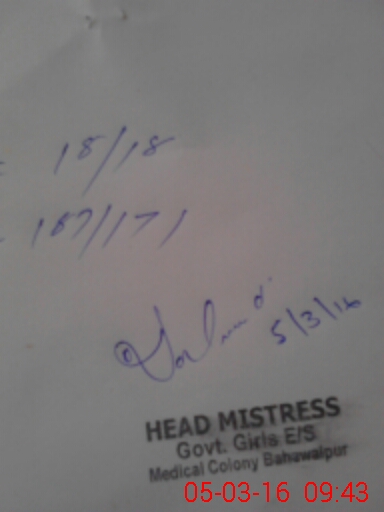 18/18
187/171
5/3/16
HEAD MISTRESS
Govt. Girls E/S
Medical Colony Bahawalpur
05-03-16 09:43